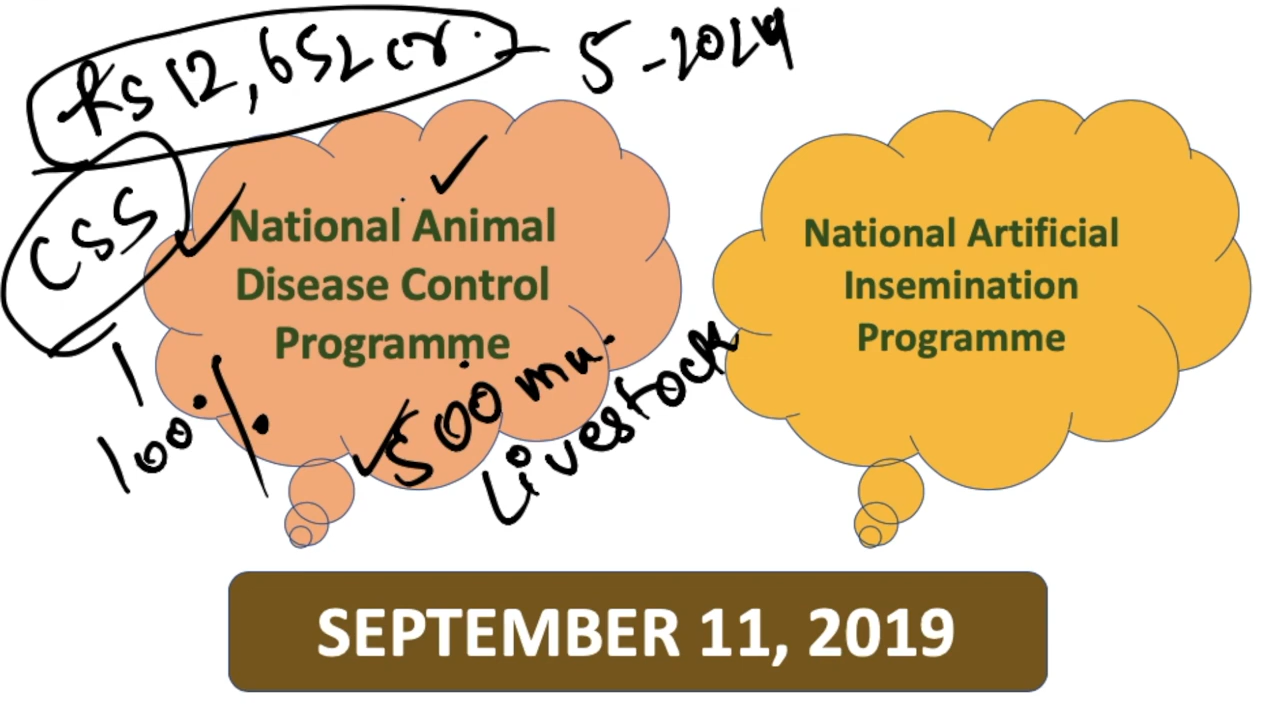 Rs 12,652 cr. - 5 - 2024
CSS
100%
National Animal
Disease Control
Programme
500 mn.
Livestock
National Artificial
Insemination
Programme
SEPTEMBER 11, 2019